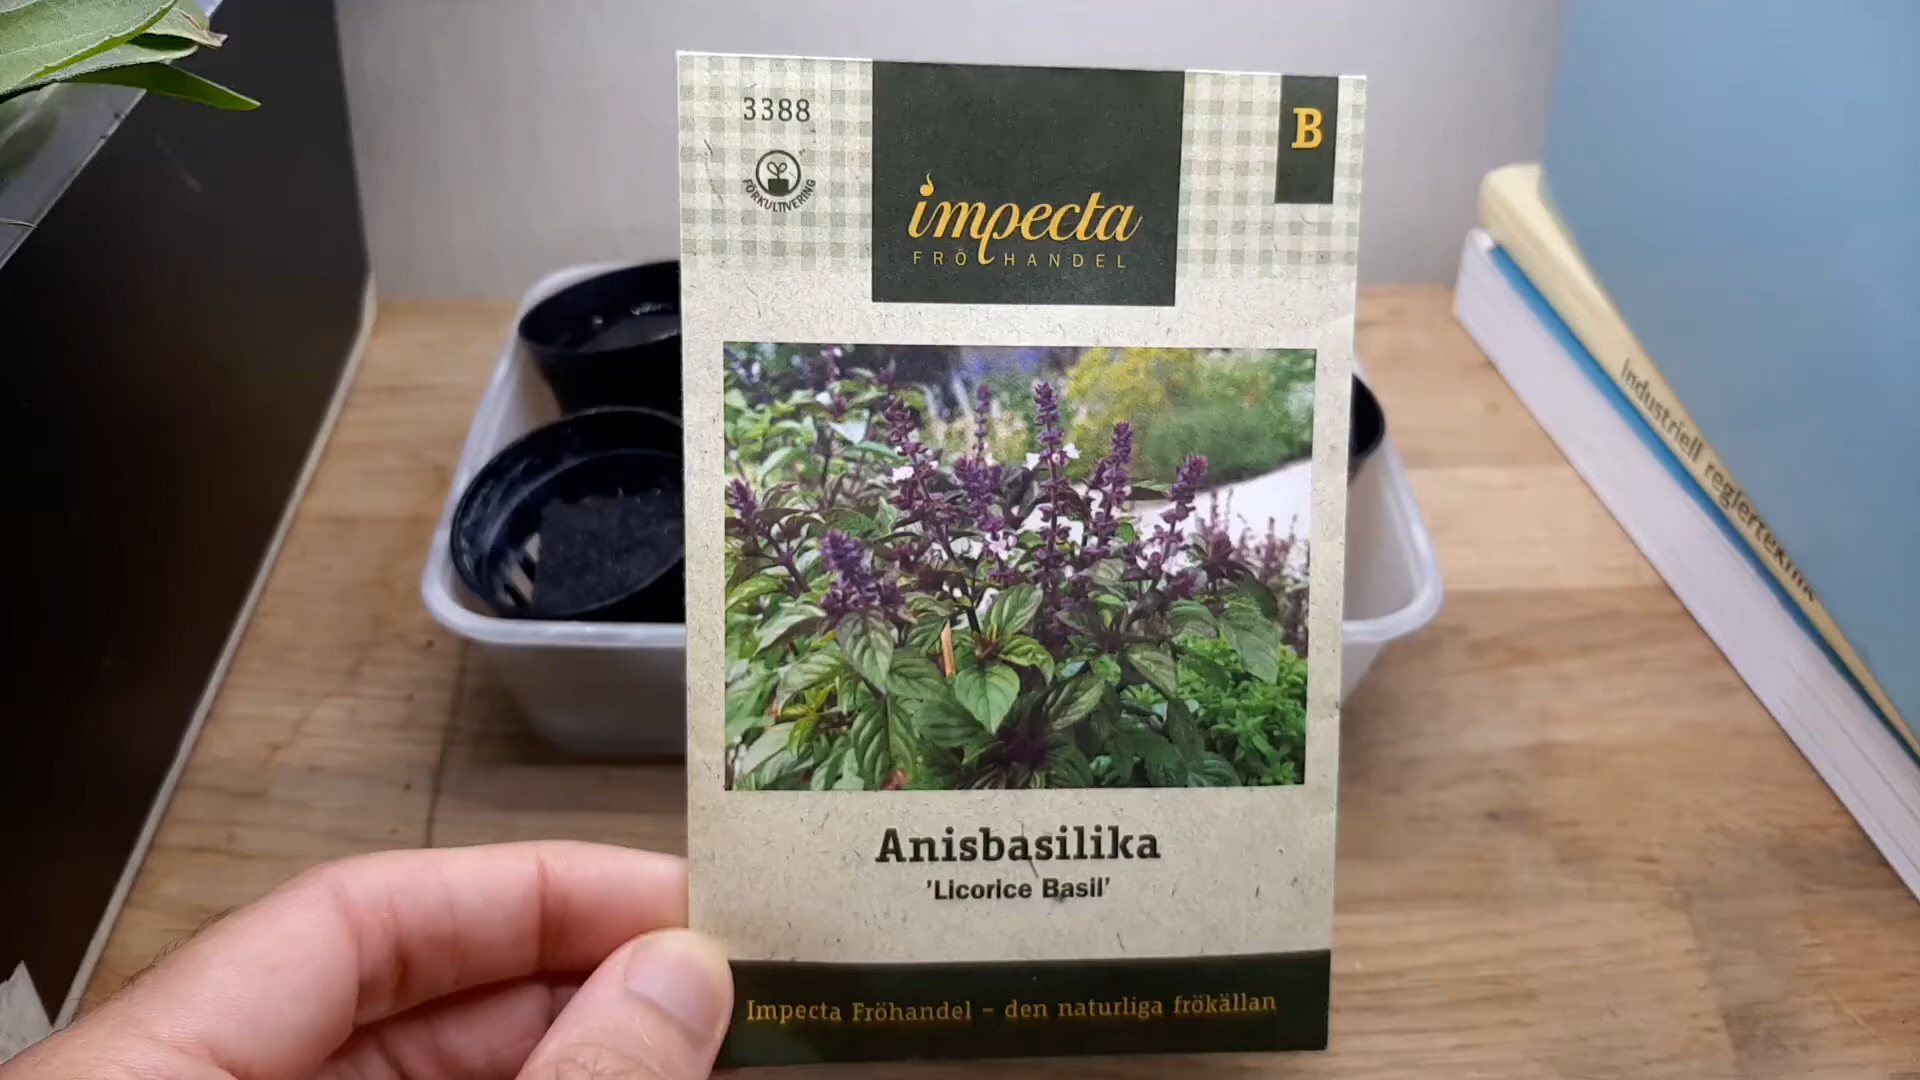 3388
FÖRKULTIVERING
B
impecta
FRÖHANDEL
Anisbasilika
'Licorice Basil'
Impecta Fröhandel – den naturliga frökällan
Industriell reglerteknik